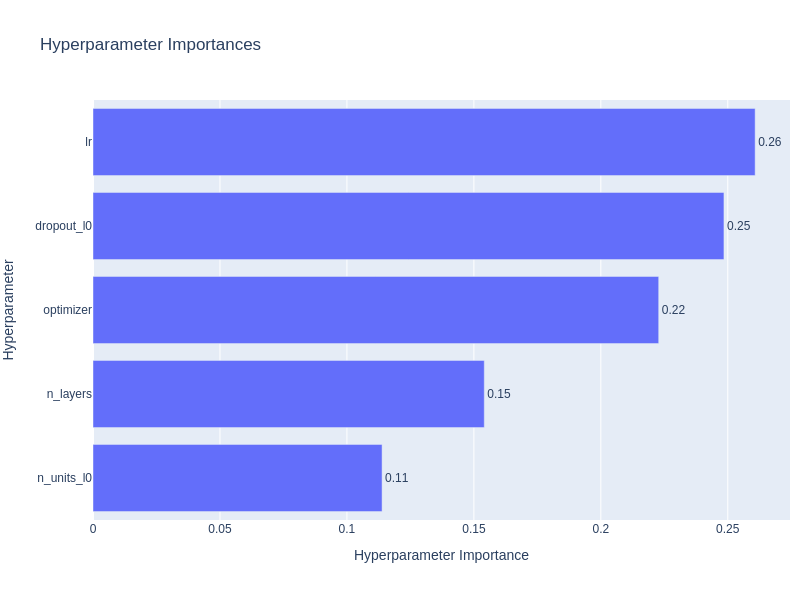 Hyperparameter Importances
Hyperparameter
lr
0.26
dropout_l0
0.25
optimizer
0.22
n_layers
0.15
n_units_l0
0.11
0
0.05
0.1
0.15
0.2
0.25
Hyperparameter Importance